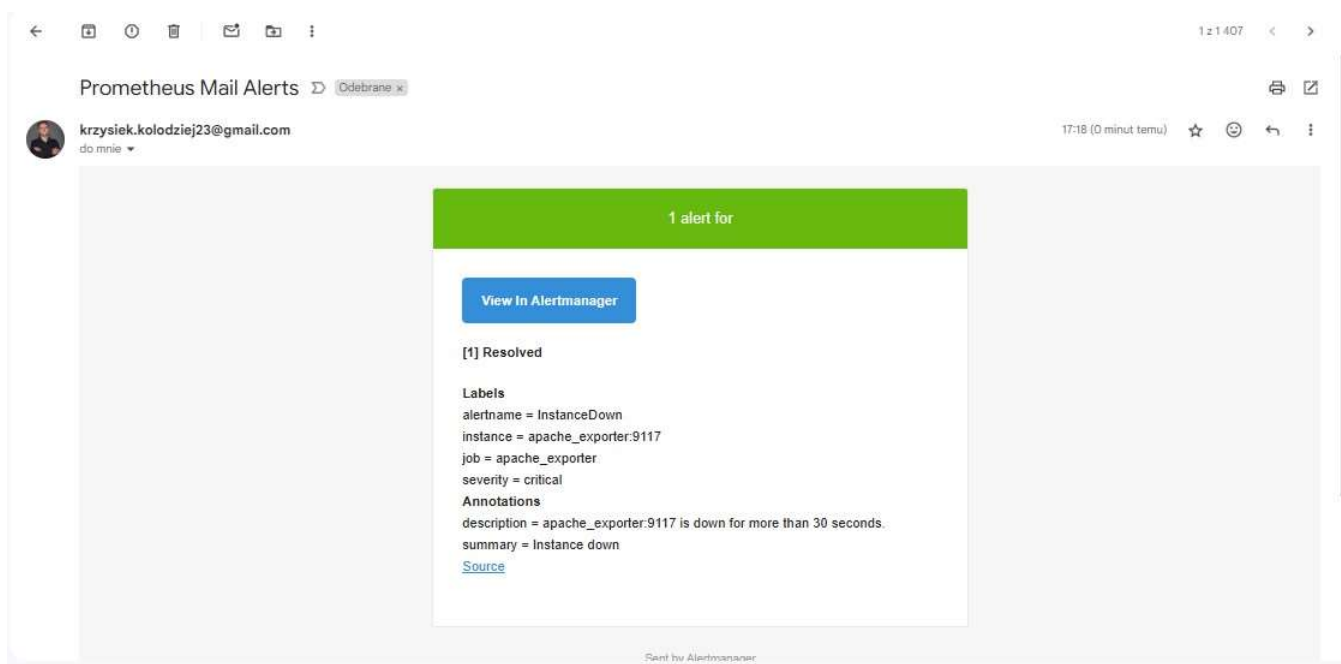 1 z 1 407
Prometheus Mail Alerts Odebrane x
krzysiek.kolodziej23@gmail.com 17:18 (0 minut temu)
do mnie
1 alert for
View In Alertmanager
[1] Resolved
Labels
alertname = InstanceDown
instance = apache_exporter:9117
job = apache_exporter
severity = critical
Annotations
description = apache_exporter:9117 is down for more than 30 seconds.
summary = Instance down
Source
Sent by Alertmanager